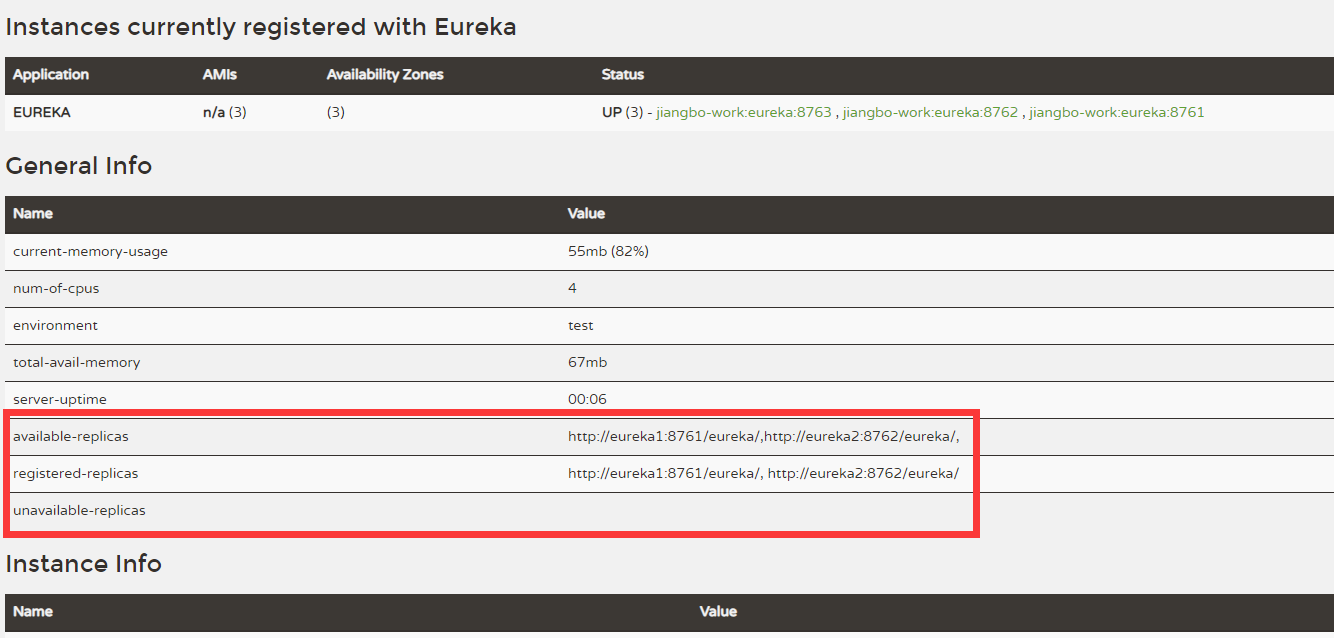 Instances currently registered with Eureka
Application AMIs Availability Zones Status
EUREKA n/a (3) (3) UP (3) - jiangbo-work:eureka:8763 , jiangbo-work:eureka:8762 , jiangbo-work:eureka:8761
General Info
Name Value
current-memory-usage 55mb (82%)
num-of-cpus 4
environment test
total-avail-memory 67mb
server-uptime 00:06
available-replicas http://eureka1:8761/eureka/,http://eureka2:8762/eureka/,
registered-replicas http://eureka1:8761/eureka/, http://eureka2:8762/eureka/
unavailable-replicas
Instance Info
Name Value